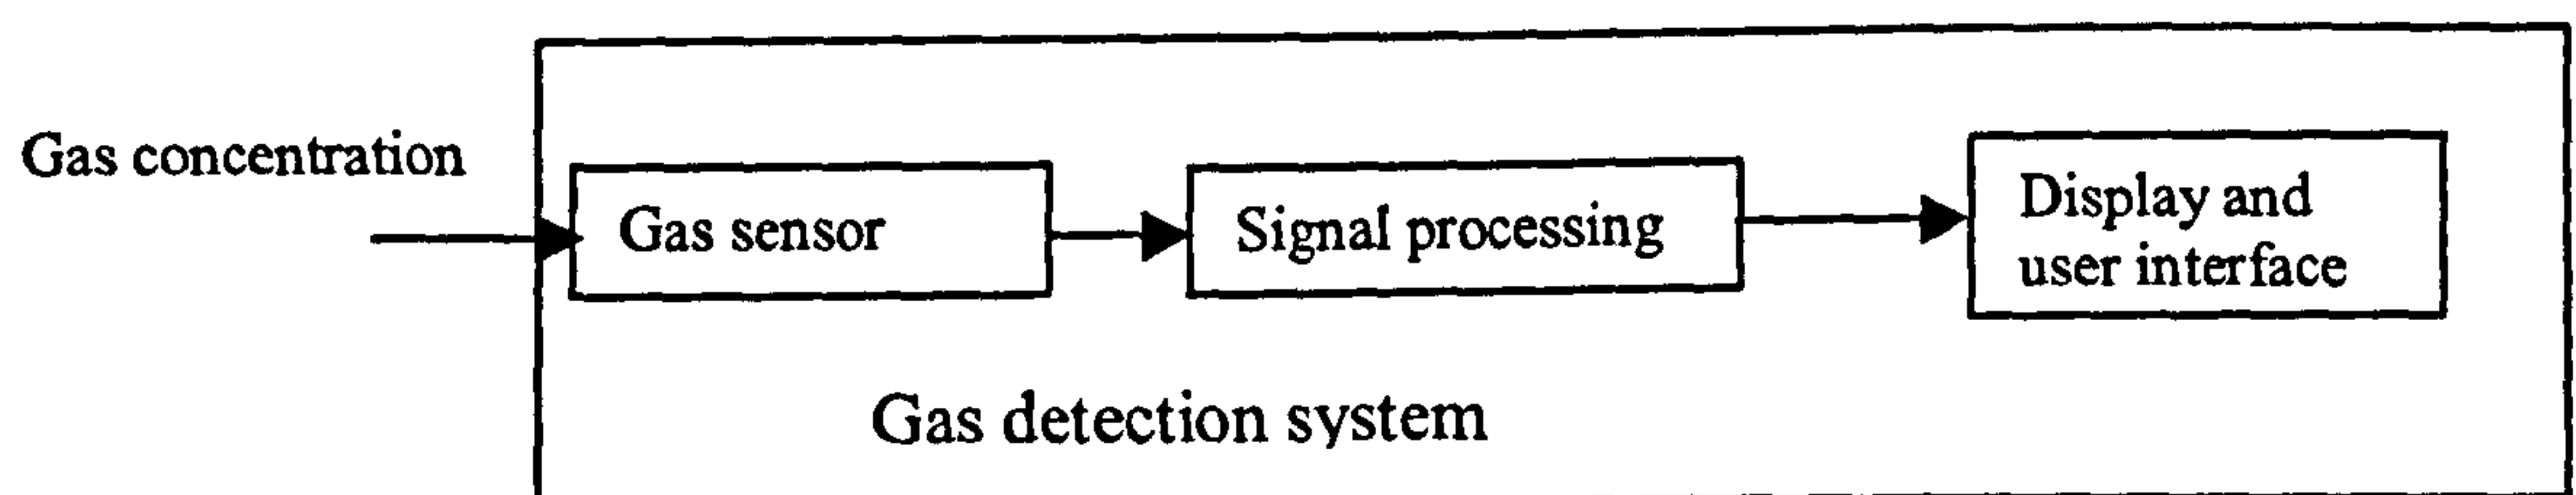 Gas concentration
Gas sensor
Signal processing
Display and
user interface
Gas detection system